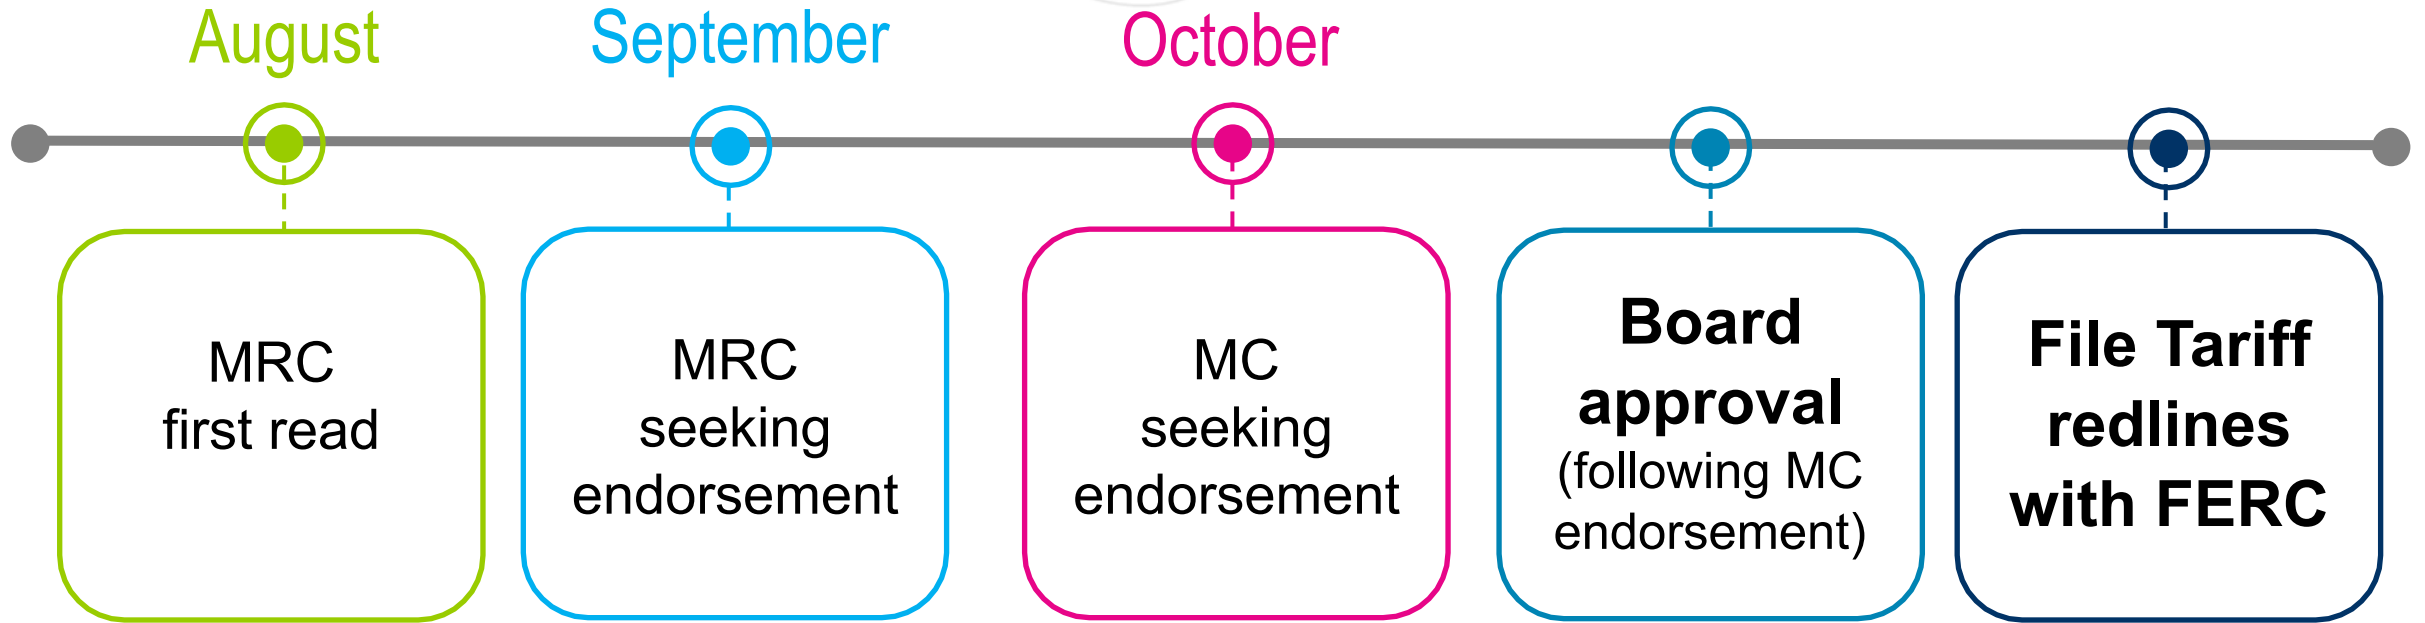 August
September
October
MRC
first read
MRC
seeking
endorsement
MC
seeking
endorsement
Board
approval
(following MC
endorsement)
File Tariff
redlines
with FERC